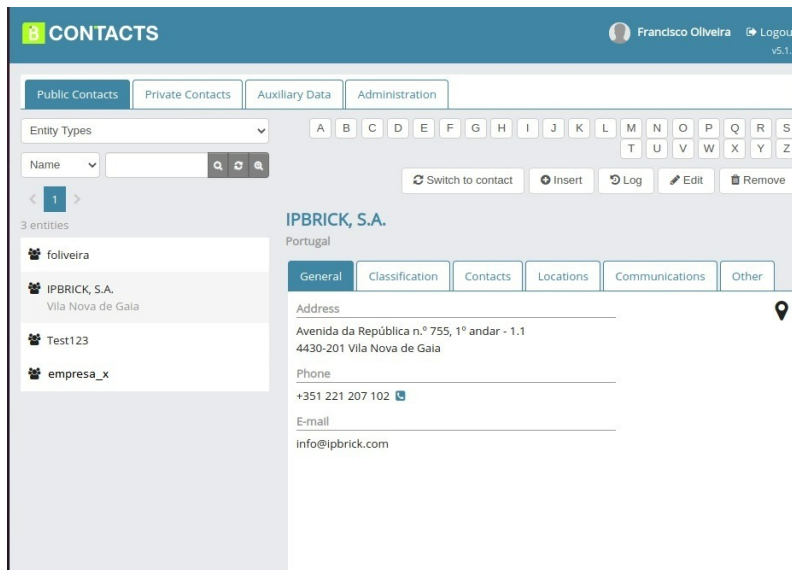 CONTACTS
Francisco Oliveira Logou
v5.1.
Public Contacts Private Contacts Auxiliary Data Administration
Entity Types
A B C D E F G H I J K L M N O P Q R S
T U V W X Y Z
Name
Switch to contact Insert Log Edit Remove
1
3 entities
IPBRICK, S.A.
Portugal
foliveira
IPBRICK, S.A.
Vila Nova de Gaia
Test123
empresa_x
General Classification Contacts Locations Communications Other
Address
Avenida da República n.º 755, 1º andar - 1.1
4430-201 Vila Nova de Gaia
Phone
+351 221 207 102
E-mail
info@ipbrick.com